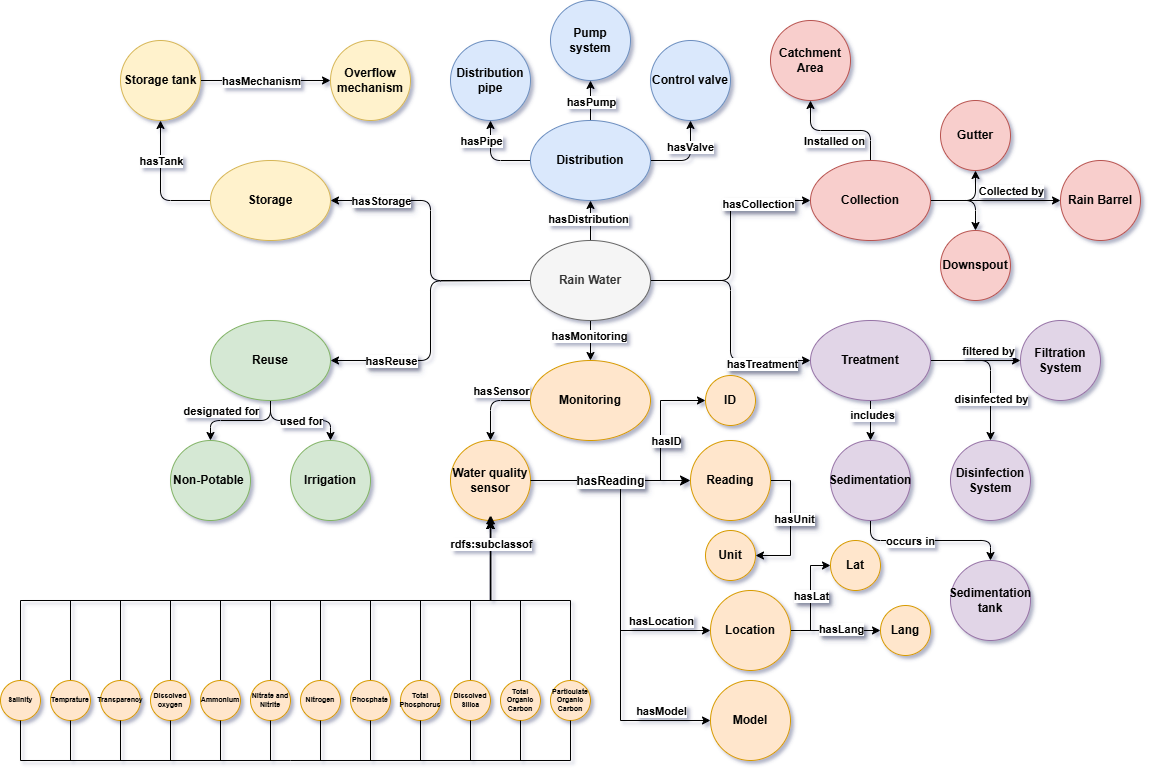 Pump
system
Catchment
Area
Storage tank
hasMechanism
Overflow
mechanism
Distribution
pipe
Control valve
hasPump
Gutter
hasTank
hasPipe
Distribution
hasValve
Installed on
Storage
hasStorage
hasDistribution
hasCollection
Collection
Collected by
Rain Barrel
Downspout
Rain Water
hasMonitoring
Reuse
hasReuse
hasTreatment
Treatment
filtered by
Filtration
System
designated for
used for
hasSensor
Monitoring
ID
includes
disinfected by
hasID
Non-Potable
Irrigation
Water quality
sensor
hasReading
Reading
Sedimentation
Disinfection
System
hasUnit
rdfs:subclassof
Unit
occurs in
Lat
hasLat
Sedimentation
tank
hasLocation
Location
hasLang
Lang
Salinity
Temprature
Transparency
Dissolved
oxygen
Ammonium
Nitrate and
Nitrite
Nitrogen
Phosphate
Total
Phosphorus
Dissolved
Silica
Total
Organic
Carbon
Particulate
Organic
Carbon
hasModel
Model